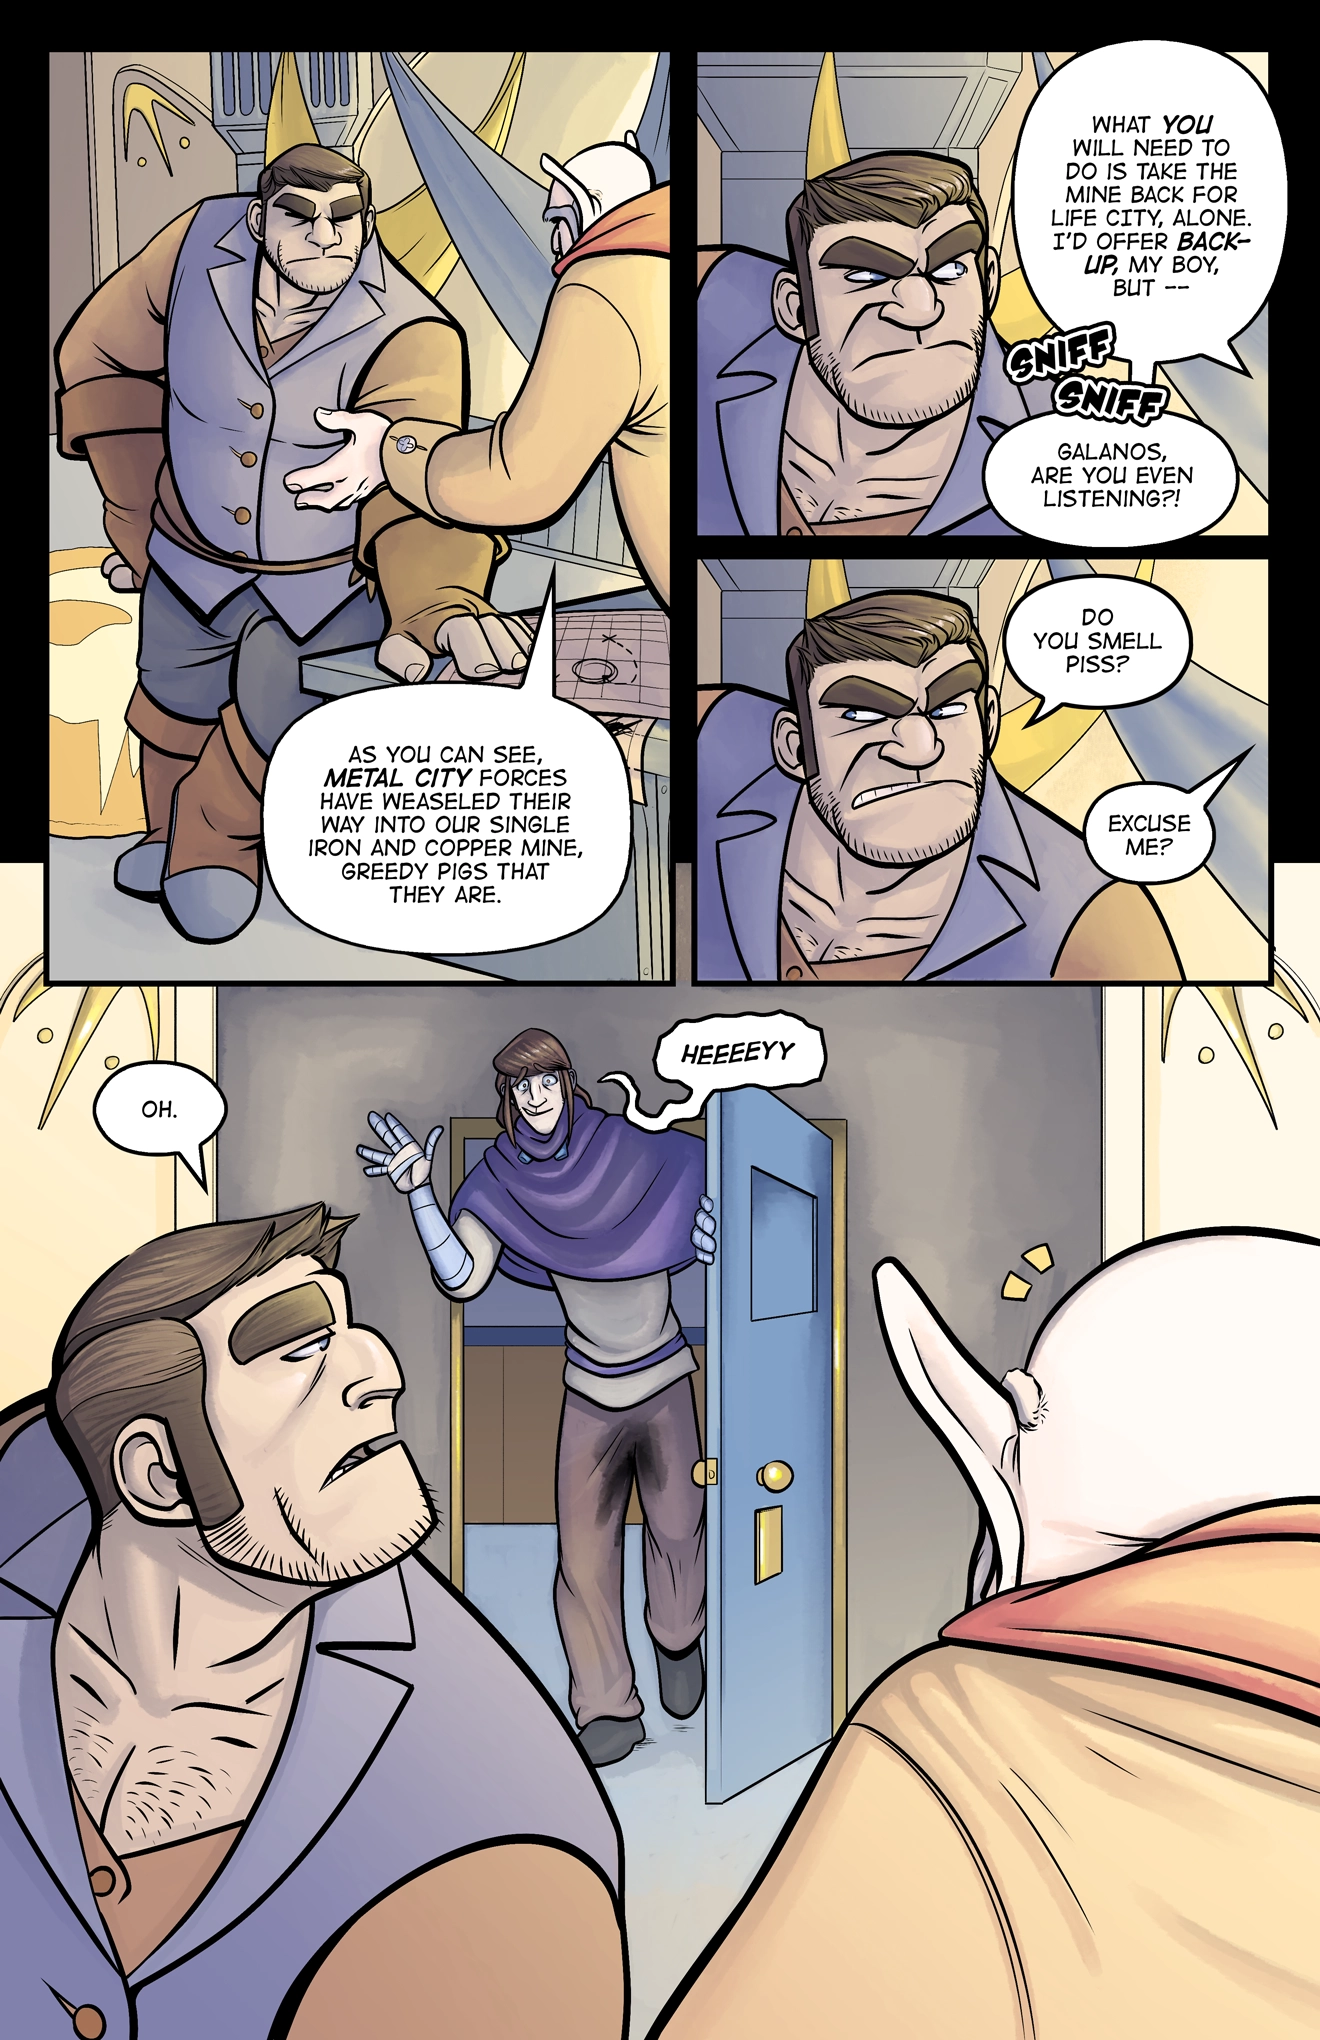 AS YOU CAN SEE,
METAL CITY FORCES
HAVE WEASELED THEIR
WAY INTO OUR SINGLE
IRON AND COPPER MINE,
GREEDY PIGS THAT
THEY ARE.
WHAT YOU
WILL NEED TO
DO IS TAKE THE
MINE BACK FOR
LIFE CITY, ALONE.
I'D OFFER BACK-
UP, MY BOY,
BUT --
SNIFF
SNIFF
GALANOS,
ARE YOU EVEN
LISTENING?!
DO
YOU SMELL
PISS?
EXCUSE
ME?
HEEEEYY
OH.